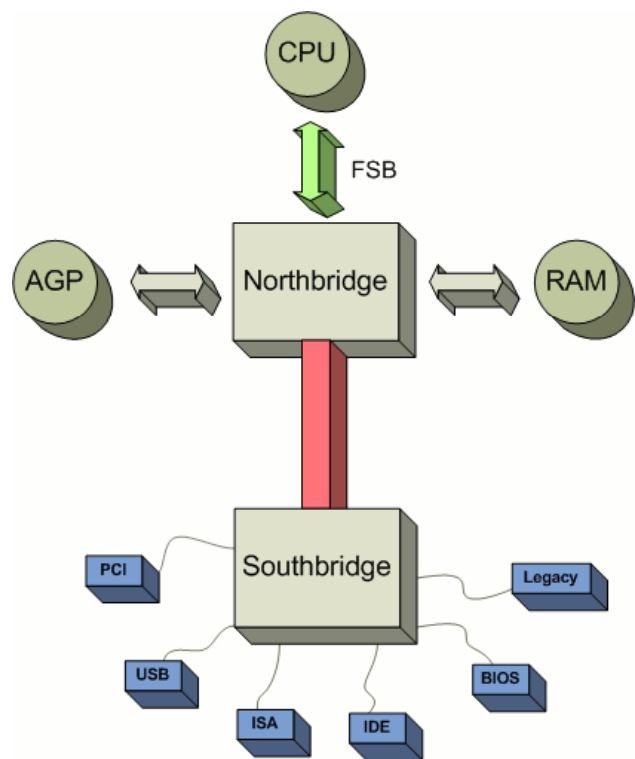 CPU
FSB
AGP
Northbridge
RAM
Southbridge
PCI
Legacy
USB
BIOS
ISA
IDE